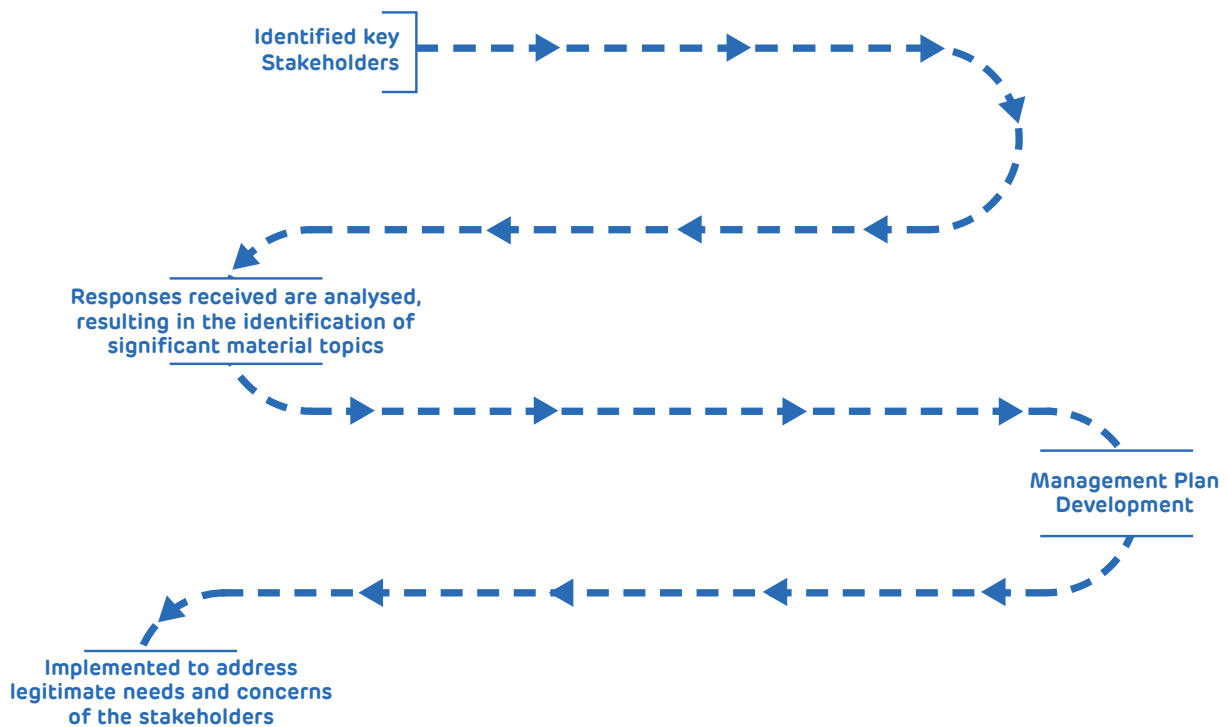 Identified key
Stakeholders
Responses received are analysed,
resulting in the identification of
significant material topics
Management Plan
Development
Implemented to address
legitimate needs and concerns
of the stakeholders